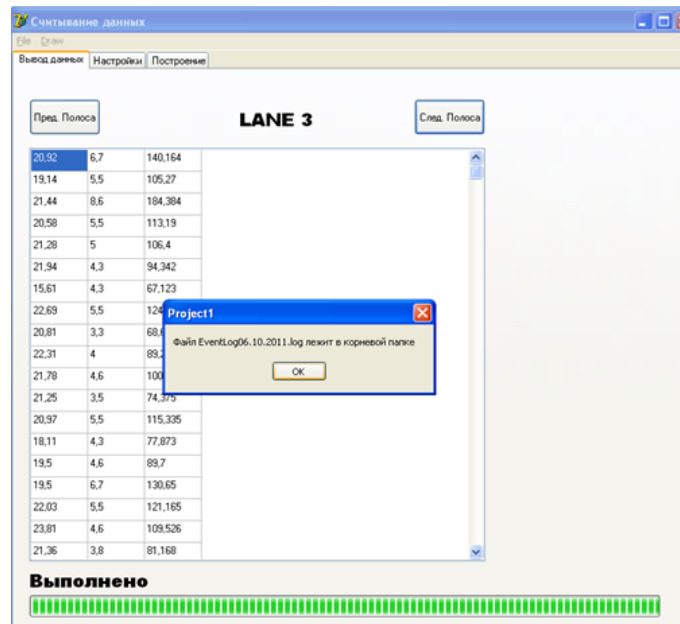 Считывание данных
File Draw
Вывод данных Настройки Построение
Пред. Полоса LANE 3 След. Полоса
20,92 6,7 140,164
19,14 5,5 105,27
21,44 8,6 184,384
20,58 5,5 113,19
21,28 5 106,4
21,94 4,3 94,342
15,61 4,3 67,123
22,69 5,5
20,81 3,3
22,31 4
21,78 4,6
21,25 3,5 74,375
20,97 5,5 115,335
18,11 4,3 77,873
19,5 4,6 89,7
19,5 6,7 130,65
22,03 5,5 121,165
23,81 4,6 109,526
21,36 3,8 81,168
Project1
Файл EventLog06.10.2011.log лежит в корневой папке
OK
Выполнено